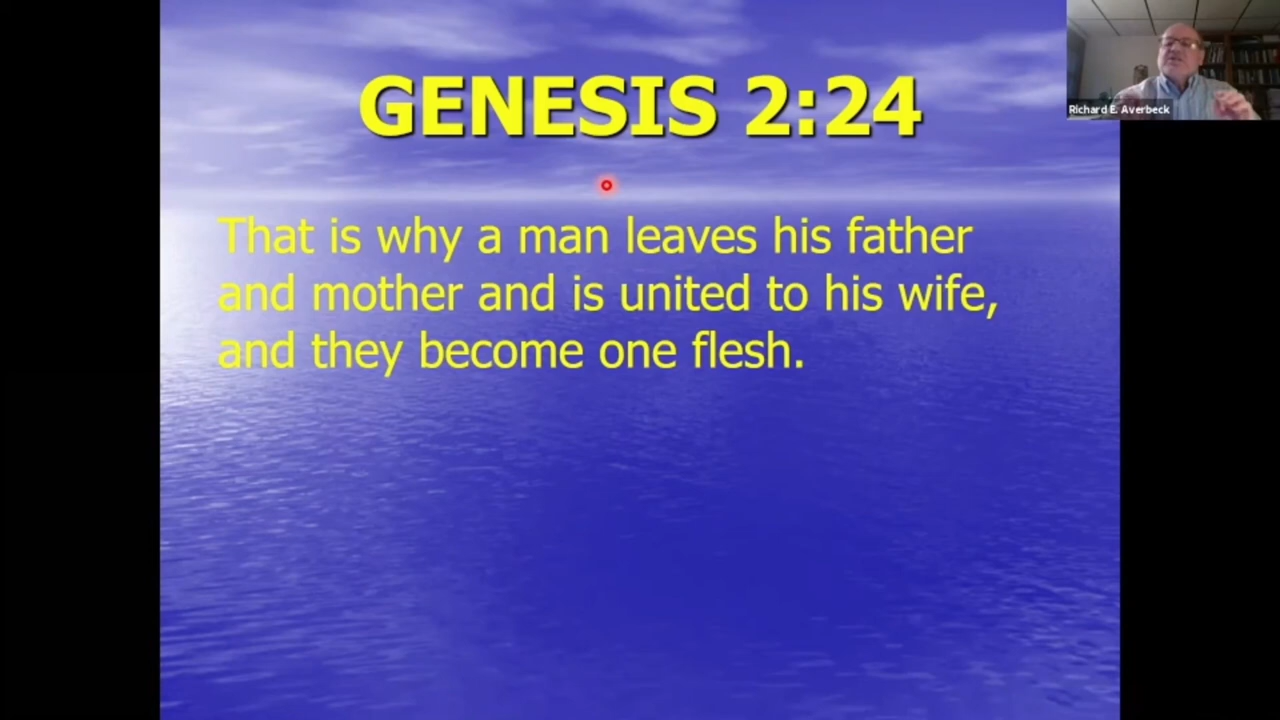 GENESIS 2:24
Richard E. Averbeck
That is why a man leaves his father
and mother and is united to his wife,
and they become one flesh.